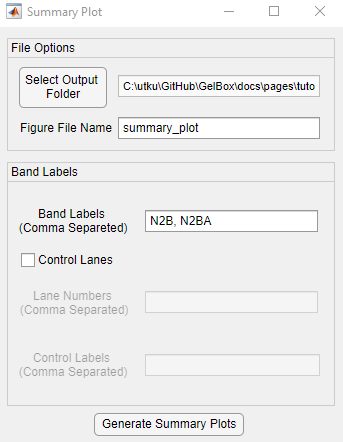 Summary Plot
File Options
Select Output
Folder
C:\utku\GitHub\GelBox\docs\pages\tuto
Figure File Name
summary_plot
Band Labels
Band Labels
(Comma Separeted)
N2B, N2BA
Control Lanes
Lane Numbers
(Comma Separated)
Control Labels
(Comma Separated)
Generate Summary Plots